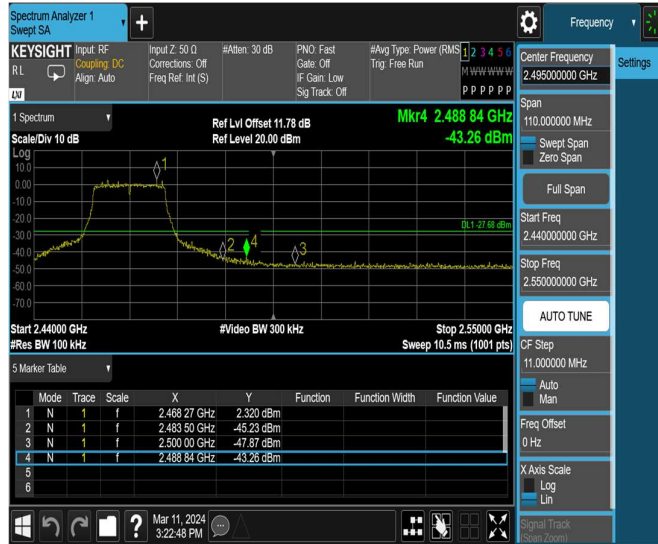 Spectrum Analyzer 1
Swept SA
Frequency
KEYSIGHT
RL
LXI
Input: RF
Coupling: DC
Align: Auto
Input Z: 50 Ω
Corrections: Off
Freq Ref: Int (S)
#Atten: 30 dB
PNO: Fast
Gate: Off
IF Gain: Low
Sig Track: Off
#Avg Type: Power (RMS
Trig: Free Run
1 2 3 4 5 6
M W W W W W
P P P P P P
1 Spectrum
Scale/Div 10 dB
Ref Lvl Offset 11.78 dB
Ref Level 20.00 dBm
Mkr4 2.488 84 GHz
-43.26 dBm
Log
10.0
0.00
-10.0
-20.0
-30.0
-40.0
-50.0
-60.0
-70.0
1
2
4
3
DL1 -27.68 dBm
Start 2.44000 GHz
#Res BW 100 kHz
#Video BW 300 kHz
Stop 2.55000 GHz
Sweep 10.5 ms (1001 pts)
5 Marker Table
Mode Trace Scale X Y Function Function Width Function Value
1 N 1 f 2.468 27 GHz 2.320 dBm
2 N 1 f 2.483 50 GHz -45.23 dBm
3 N 1 f 2.500 00 GHz -47.87 dBm
4 N 1 f 2.488 84 GHz -43.26 dBm
5
6
Mar 11, 2024
3:22:48 PM
Center Frequency
2.495000000 GHz
Settings
Span
110.000000 MHz
Swept Span
Zero Span
Full Span
Start Freq
2.440000000 GHz
Stop Freq
2.550000000 GHz
AUTO TUNE
CF Step
11.000000 MHz
Auto
Man
Freq Offset
0 Hz
X Axis Scale
Log
Lin
Signal Track
(Span Zoom)